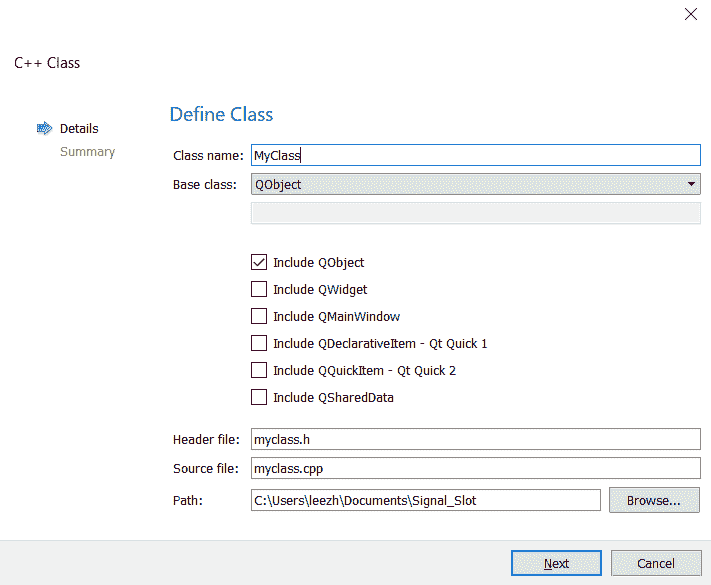 C++ Class
Details
Summary
Define Class
Class name: MyClass
Base class: QObject
Include QObject
Include QWidget
Include QMainWindow
Include QDeclarativeItem - Qt Quick 1
Include QQuickItem - Qt Quick 2
Include QSharedData
Header file: myclass.h
Source file: myclass.cpp
Path: C:\Users\leezh\Documents\Signal_Slot Browse...
Next Cancel